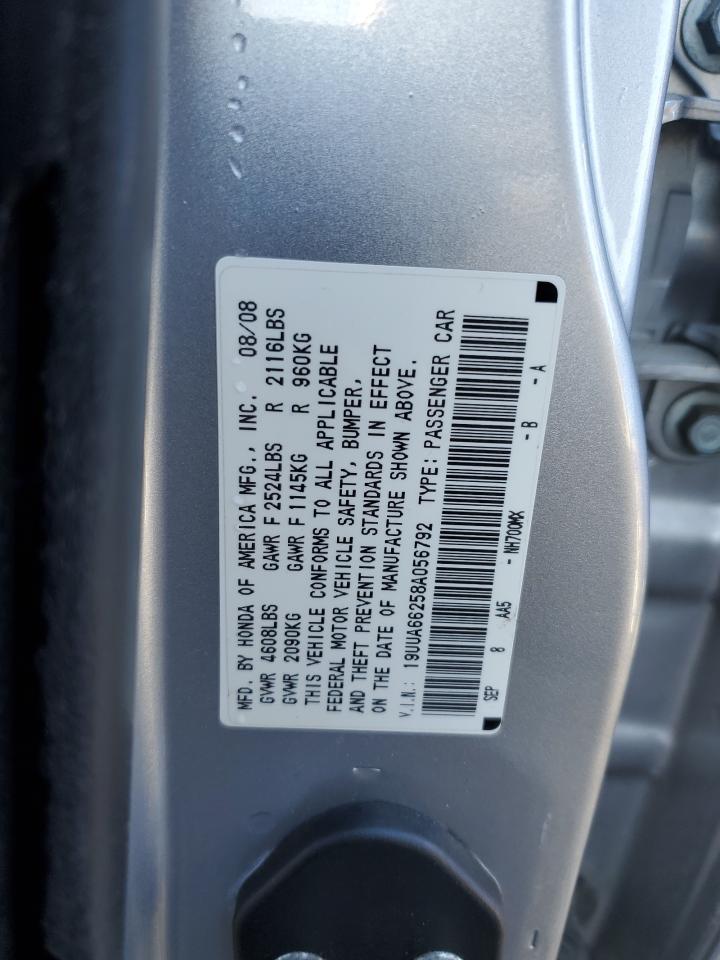 MFD. BY HONDA OF AMERICA MFG., INC. 08/08
GVWR 4608LBS GAWR F 2524LBS R 2116LBS
GVWR 2090KG GAWR F 1145KG R 960KG
THIS VEHICLE CONFORMS TO ALL APPLICABLE
FEDERAL MOTOR VEHICLE SAFETY, BUMPER,
AND THEFT PREVENTION STANDARDS IN EFFECT
ON THE DATE OF MANUFACTURE SHOWN ABOVE.
V.I.N.: 19UUA66258A056792 TYPE: PASSENGER CAR
SEP 8 AA5 - NH700MX - B - A